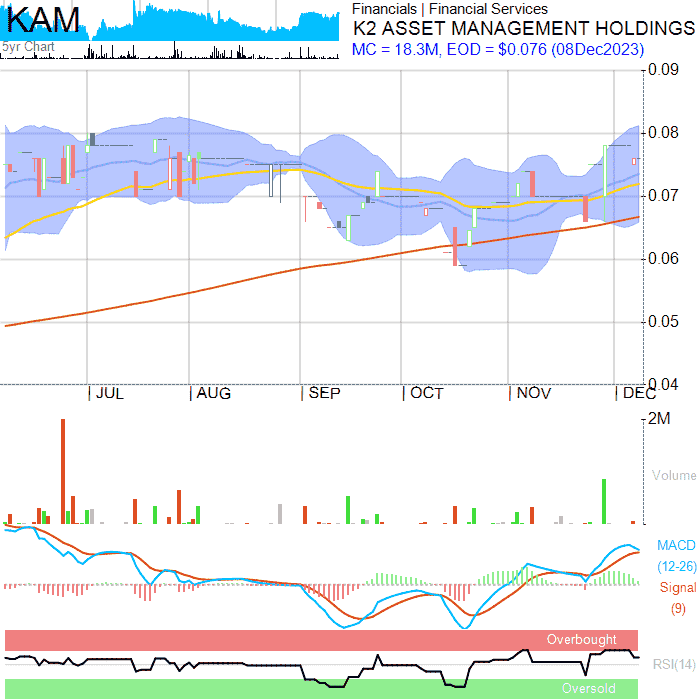 KAM
5yr Chart
Financials | Financial Services
K2 ASSET MANAGEMENT HOLDINGS
MC = 18.3M, EOD = $0.076 (08Dec2023)
0.09
0.08
0.07
0.06
0.05
0.04
JUL AUG SEP OCT NOV DEC
2M
Volume
MACD
(12-26)
Signal
(9)
Overbought
RSI(14)
Oversold